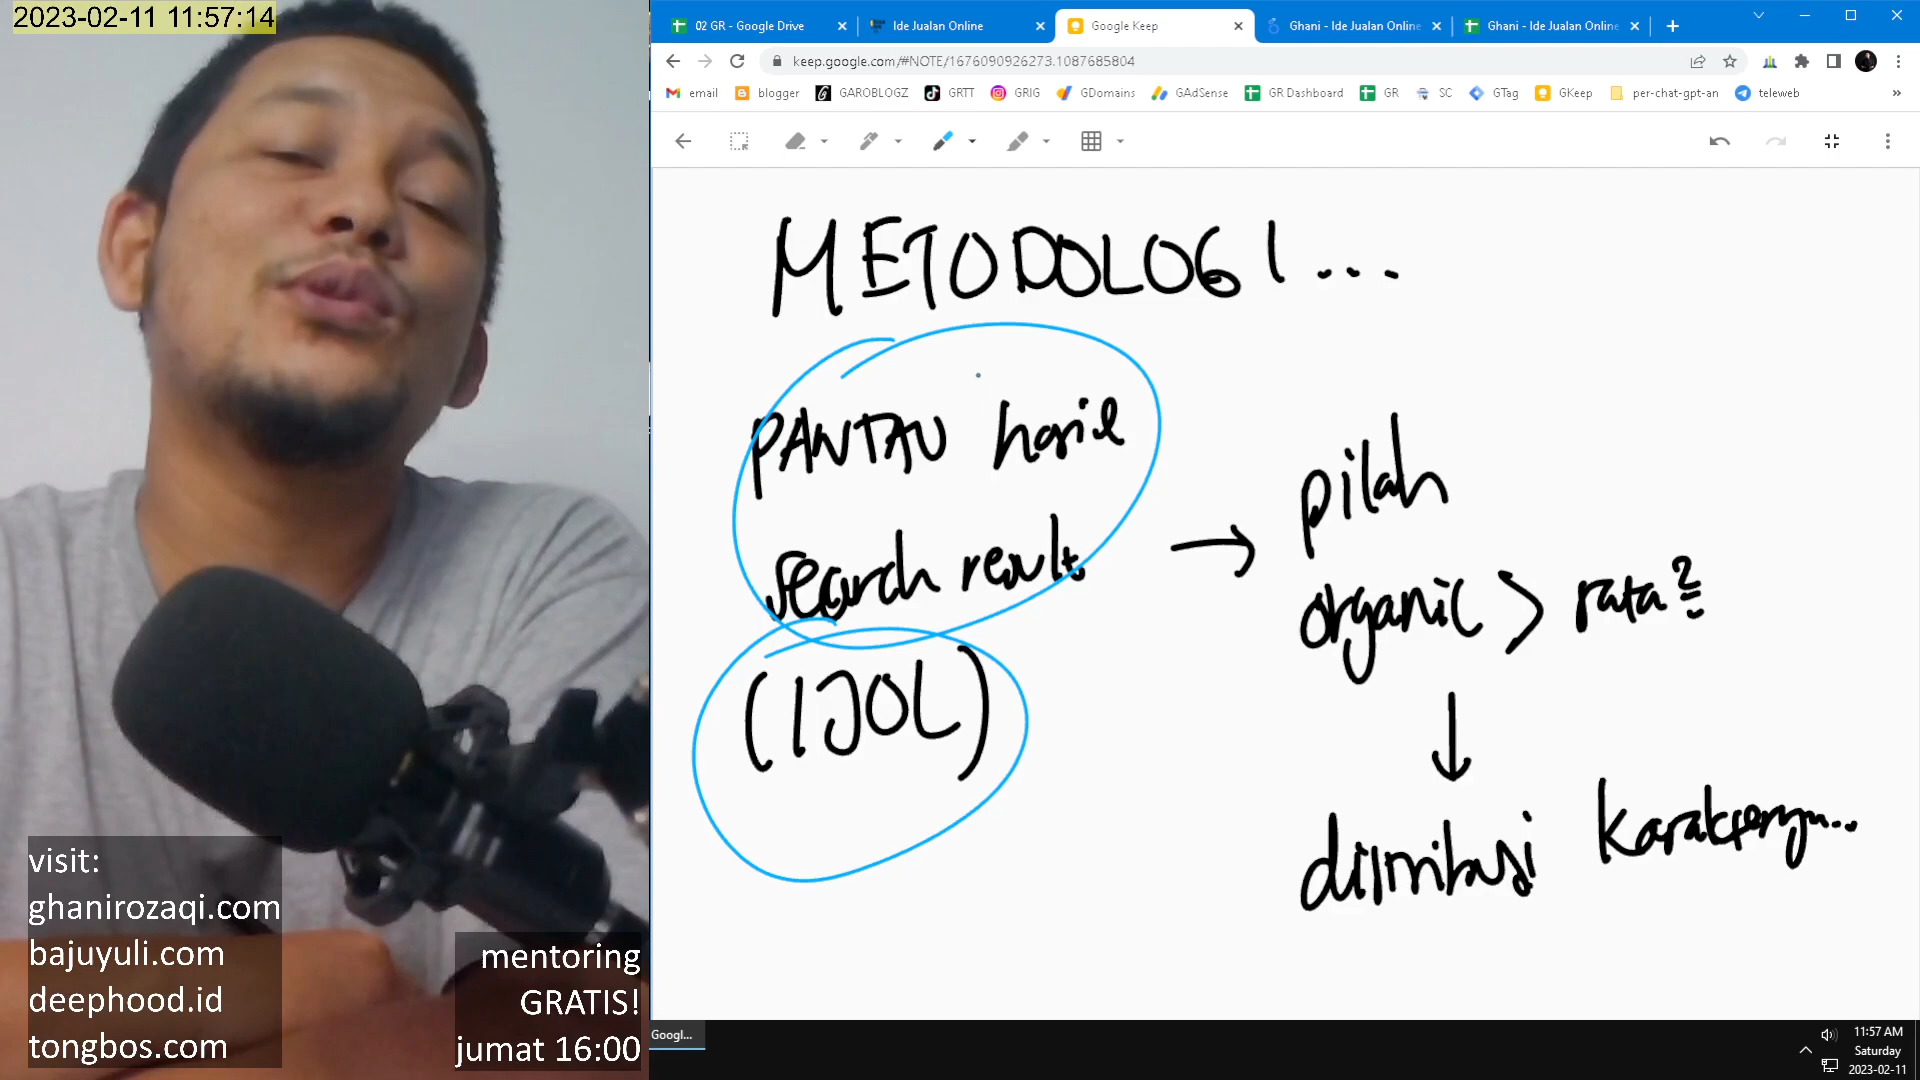 2023-02-11 11:57:14
visit:
ghanirozaqi.com
bajuyuli.com
deephood.id
tongbos.com
mentoring
GRATIS!
jumat 16:00
02 GR - Google Drive
Ide Jualan Online
Google Keep
Ghani - Ide Jualan Online
Ghani - Ide Jualan Online
keep.google.com/#NOTE/1676090926273.1087685804
email
blogger
GAROBLOGZ
GRTT
GRIG
GDomains
GAdSense
GR Dashboard
GR
SC
GTag
GKeep
per-chat-gpt-an
teleweb
METODOLOGI...
PANTAU hasil
search result
(IJOL)
pilah
organic > rata²
distribusi karakternya...
Googl...
11:57 AM
Saturday
2023-02-11